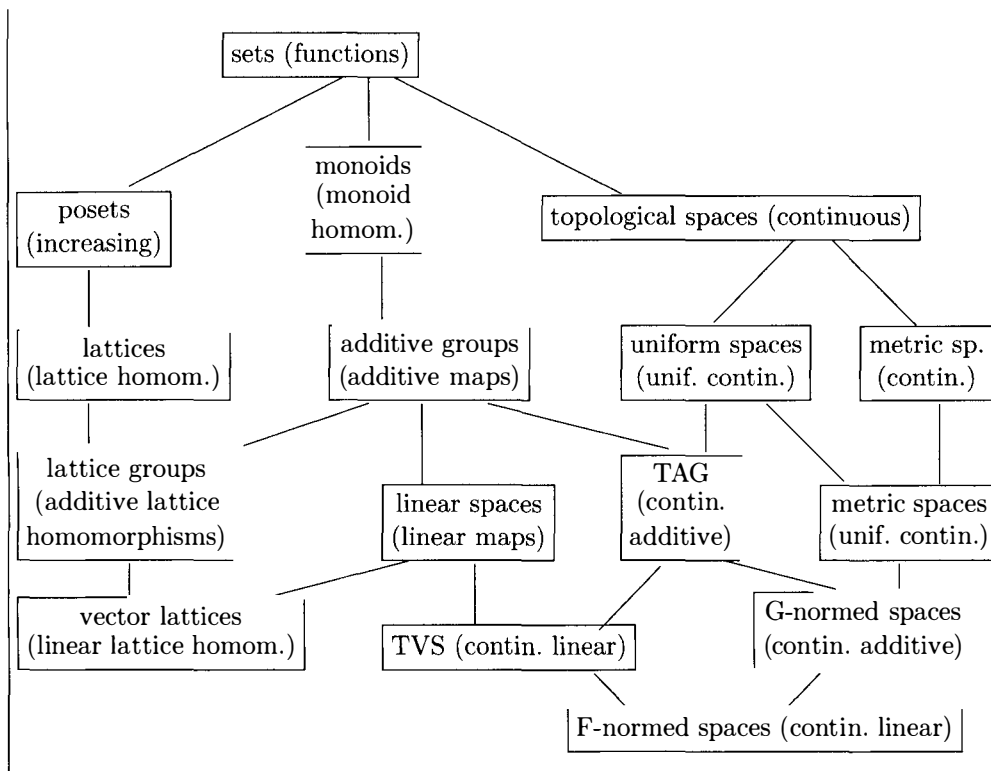 sets (functions)
monoids
(monoid
homom.)
posets
(increasing)
topological spaces (continuous)
lattices
(lattice homom.)
additive groups
(additive maps)
uniform spaces
(unif. contin.)
metric sp.
(contin.)
lattice groups
(additive lattice
homomorphisms)
linear spaces
(linear maps)
TAG
(contin.
additive)
metric spaces
(unif. contin.)
vector lattices
(linear lattice homom.)
TVS (contin. linear)
G-normed spaces
(contin. additive)
F-normed spaces (contin. linear)